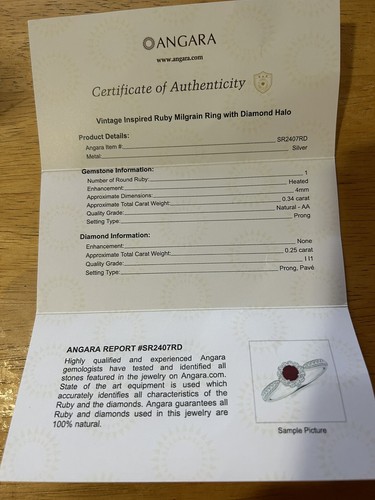 ANGARA
www.angara.com
Certificate of Authenticity
Vintage Inspired Ruby Milgrain Ring with Diamond Halo
Product Details:
Angara Item #: SR2407RD
Metal: Silver
Gemstone Information:
Number of Round Ruby: 1
Enhancement: Heated
Approximate Dimensions: 4mm
Approximate Total Carat Weight: 0.34 carat
Quality Grade: Natural - AA
Setting Type: Prong
Diamond Information:
Enhancement: None
Approximate Total Carat Weight: 0.25 carat
Quality Grade: I I1
Setting Type: Prong, Pavé
ANGARA REPORT #SR2407RD
Highly qualified and experienced Angara
gemologists have tested and identified all
stones featured in the jewelry on Angara.com.
State of the art equipment is used which
accurately identifies all characteristics of the
Ruby and the diamonds. Angara guarantees all
Ruby and diamonds used in this jewelry are
100% natural.
Sample Picture